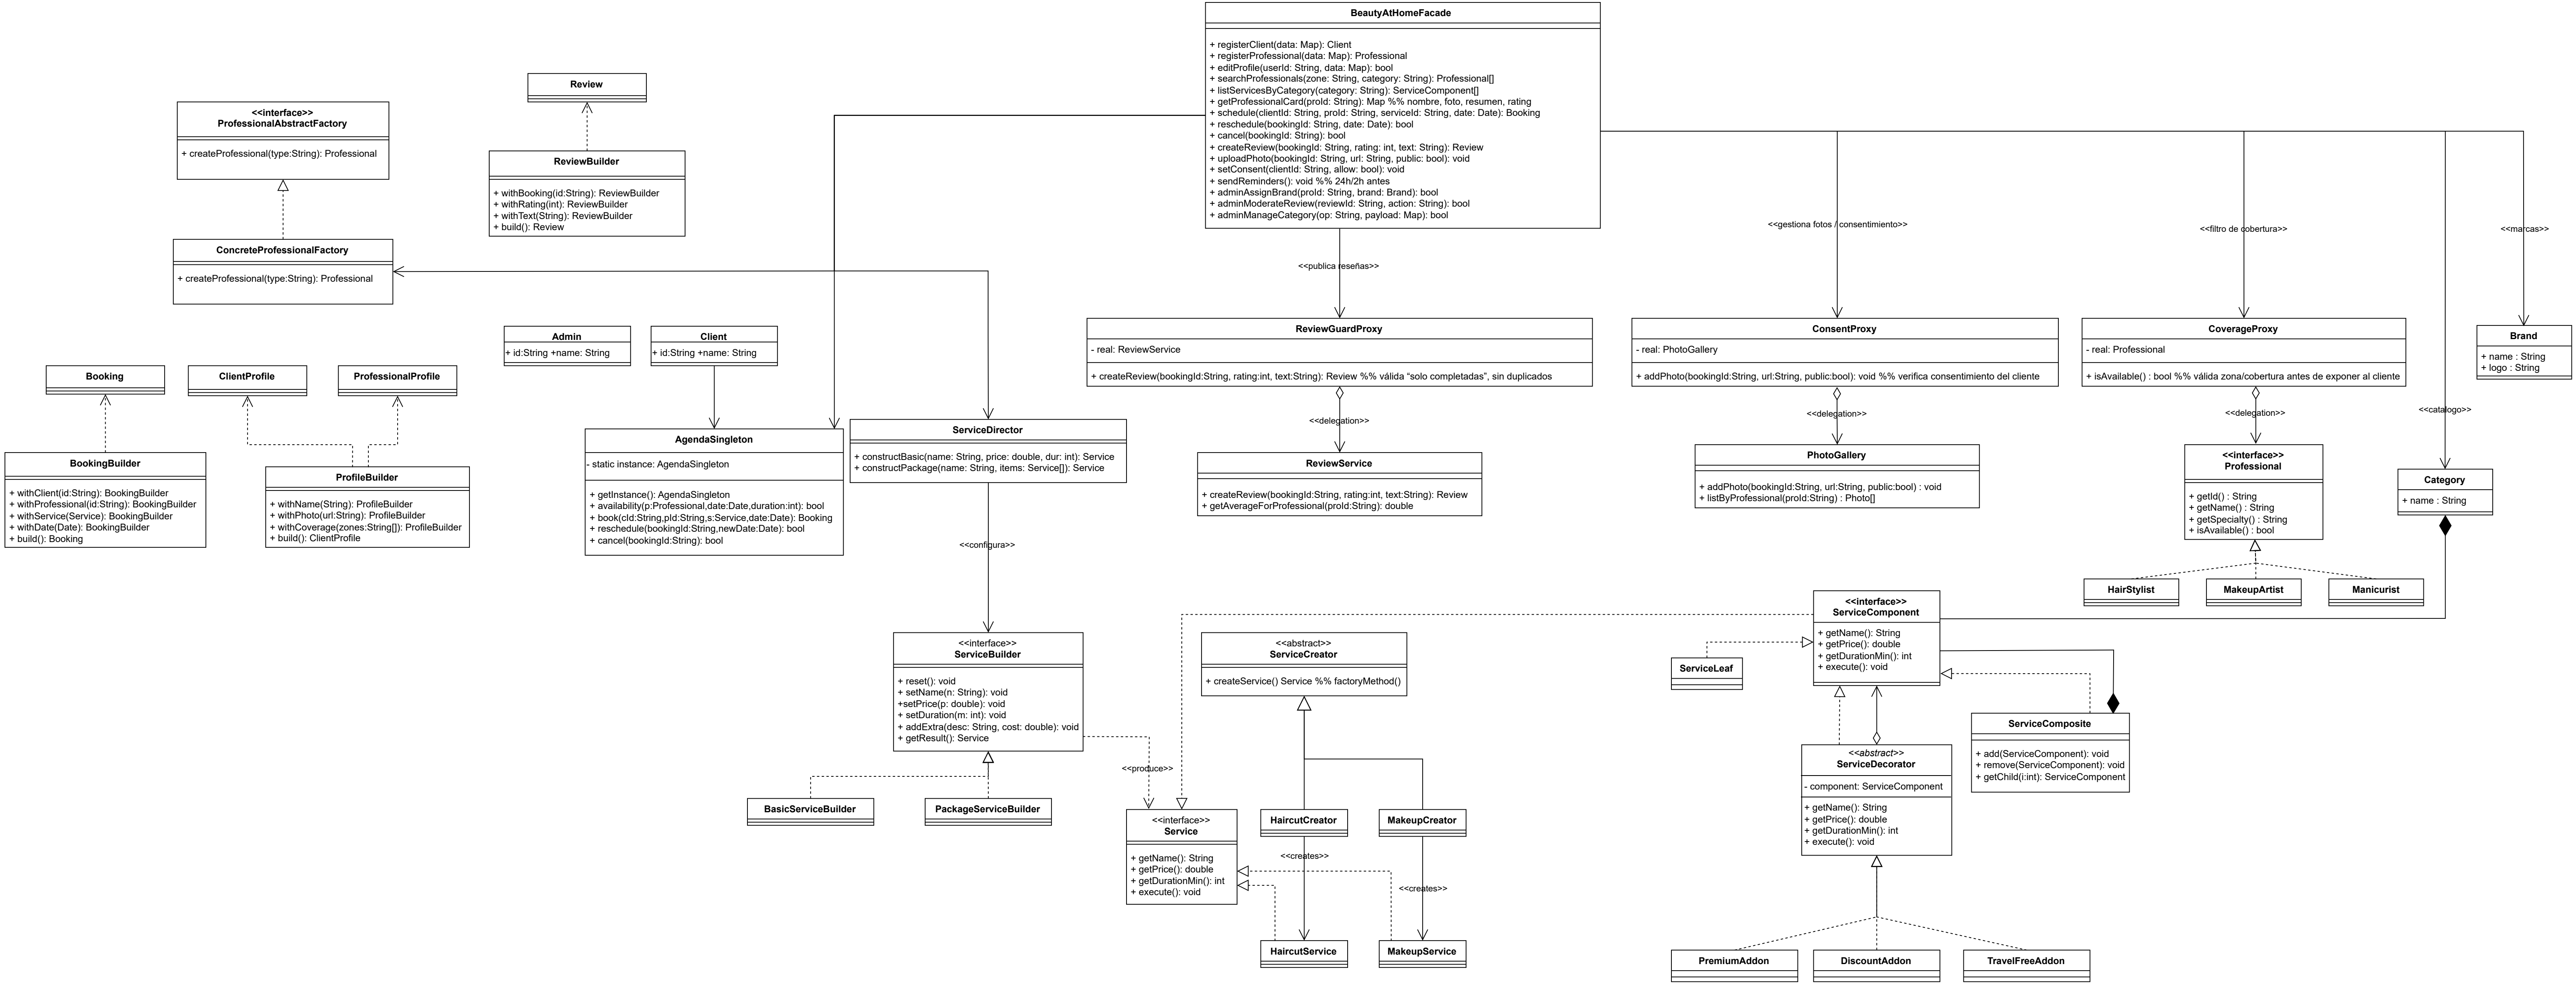 BeautyAtHomeFacade
+ registerClient(data: Map): Client
+ registerProfessional(data: Map): Professional
+ editProfile(userId: String, data: Map): bool
+ searchProfessionals(zone: String, category: String): Professional[]
+ listServicesByCategory(category: String): ServiceComponent[]
+ getProfessionalCard(proId: String): Map %% nombre, foto, resumen, rating
+ schedule(clientId: String, proId: String, serviceId: String, date: Date): Booking
+ reschedule(bookingId: String, date: Date): bool
+ cancel(bookingId: String): bool
+ createReview(bookingId: String, rating: int, text: String): Review
+ uploadPhoto(bookingId: String, url: String, public: bool): void
+ setConsent(clientId: String, allow: bool): void
+ sendReminders(): void %% 24h/2h antes
+ adminAssignBrand(proId: String, brand: Brand): bool
+ adminModerateReview(reviewId: String, action: String): bool
+ adminManageCategory(op: String, payload: Map): bool
Review
<<interface>>
ProfessionalAbstractFactory
+ createProfessional(type:String): Professional
ReviewBuilder
+ withBooking(id:String): ReviewBuilder
+ withRating(int): ReviewBuilder
+ withText(String): ReviewBuilder
+ build(): Review
ConcreteProfessionalFactory
+ createProfessional(type:String): Professional
<<publica reseñas>>
<<gestiona fotos / consentimiento>>
<<filtro de cobertura>>
<<marcas>>
Admin
+ id:String +name: String
Client
+ id:String +name: String
ReviewGuardProxy
- real: ReviewService
+ createReview(bookingId:String, rating:int, text:String): Review %% válida “solo completadas”, sin duplicados
ConsentProxy
- real: PhotoGallery
+ addPhoto(bookingId:String, url:String, public:bool): void %% verifica consentimiento del cliente
CoverageProxy
- real: Professional
+ isAvailable() : bool %% válida zona/cobertura antes de exponer al cliente
Brand
+ name : String
+ logo : String
Booking
ClientProfile
ProfessionalProfile
<<delegation>>
<<delegation>>
<<delegation>>
<<catalogo>>
BookingBuilder
+ withClient(id:String): BookingBuilder
+ withProfessional(id:String): BookingBuilder
+ withService(Service): BookingBuilder
+ withDate(Date): BookingBuilder
+ build(): Booking
ProfileBuilder
+ withName(String): ProfileBuilder
+ withPhoto(url:String): ProfileBuilder
+ withCoverage(zones:String[]): ProfileBuilder
+ build(): ClientProfile
AgendaSingleton
- static instance: AgendaSingleton
+ getInstance(): AgendaSingleton
+ availability(p:Professional,date:Date,duration:int): bool
+ book(cId:String,pId:String,s:Service,date:Date): Booking
+ reschedule(bookingId:String,newDate:Date): bool
+ cancel(bookingId:String): bool
ServiceDirector
+ constructBasic(name: String, price: double, dur: int): Service
+ constructPackage(name: String, items: Service[]): Service
ReviewService
+ createReview(bookingId:String, rating:int, text:String): Review
+ getAverageForProfessional(proId:String): double
PhotoGallery
+ addPhoto(bookingId:String, url:String, public:bool) : void
+ listByProfessional(proId:String) : Photo[]
<<interface>>
Professional
+ getId() : String
+ getName() : String
+ getSpecialty() : String
+ isAvailable() : bool
Category
+ name : String
<<configura>>
HairStylist
MakeupArtist
Manicurist
<<interface>>
ServiceBuilder
+ reset(): void
+ setName(n: String): void
+setPrice(p: double): void
+ setDuration(m: int): void
+ addExtra(desc: String, cost: double): void
+ getResult(): Service
<<abstract>>
ServiceCreator
+ createService() Service %% factoryMethod()
<<interface>>
ServiceComponent
+ getName(): String
+ getPrice(): double
+ getDurationMin(): int
+ execute(): void
ServiceLeaf
ServiceComposite
+ add(ServiceComponent): void
+ remove(ServiceComponent): void
+ getChild(i:int): ServiceComponent
<<produce>>
<<abstract>>
ServiceDecorator
- component: ServiceComponent
+ getName(): String
+ getPrice(): double
+ getDurationMin(): int
+ execute(): void
BasicServiceBuilder
PackageServiceBuilder
<<interface>>
Service
+ getName(): String
+ getPrice(): double
+ getDurationMin(): int
+ execute(): void
HaircutCreator
MakeupCreator
<<creates>>
<<creates>>
HaircutService
MakeupService
PremiumAddon
DiscountAddon
TravelFreeAddon